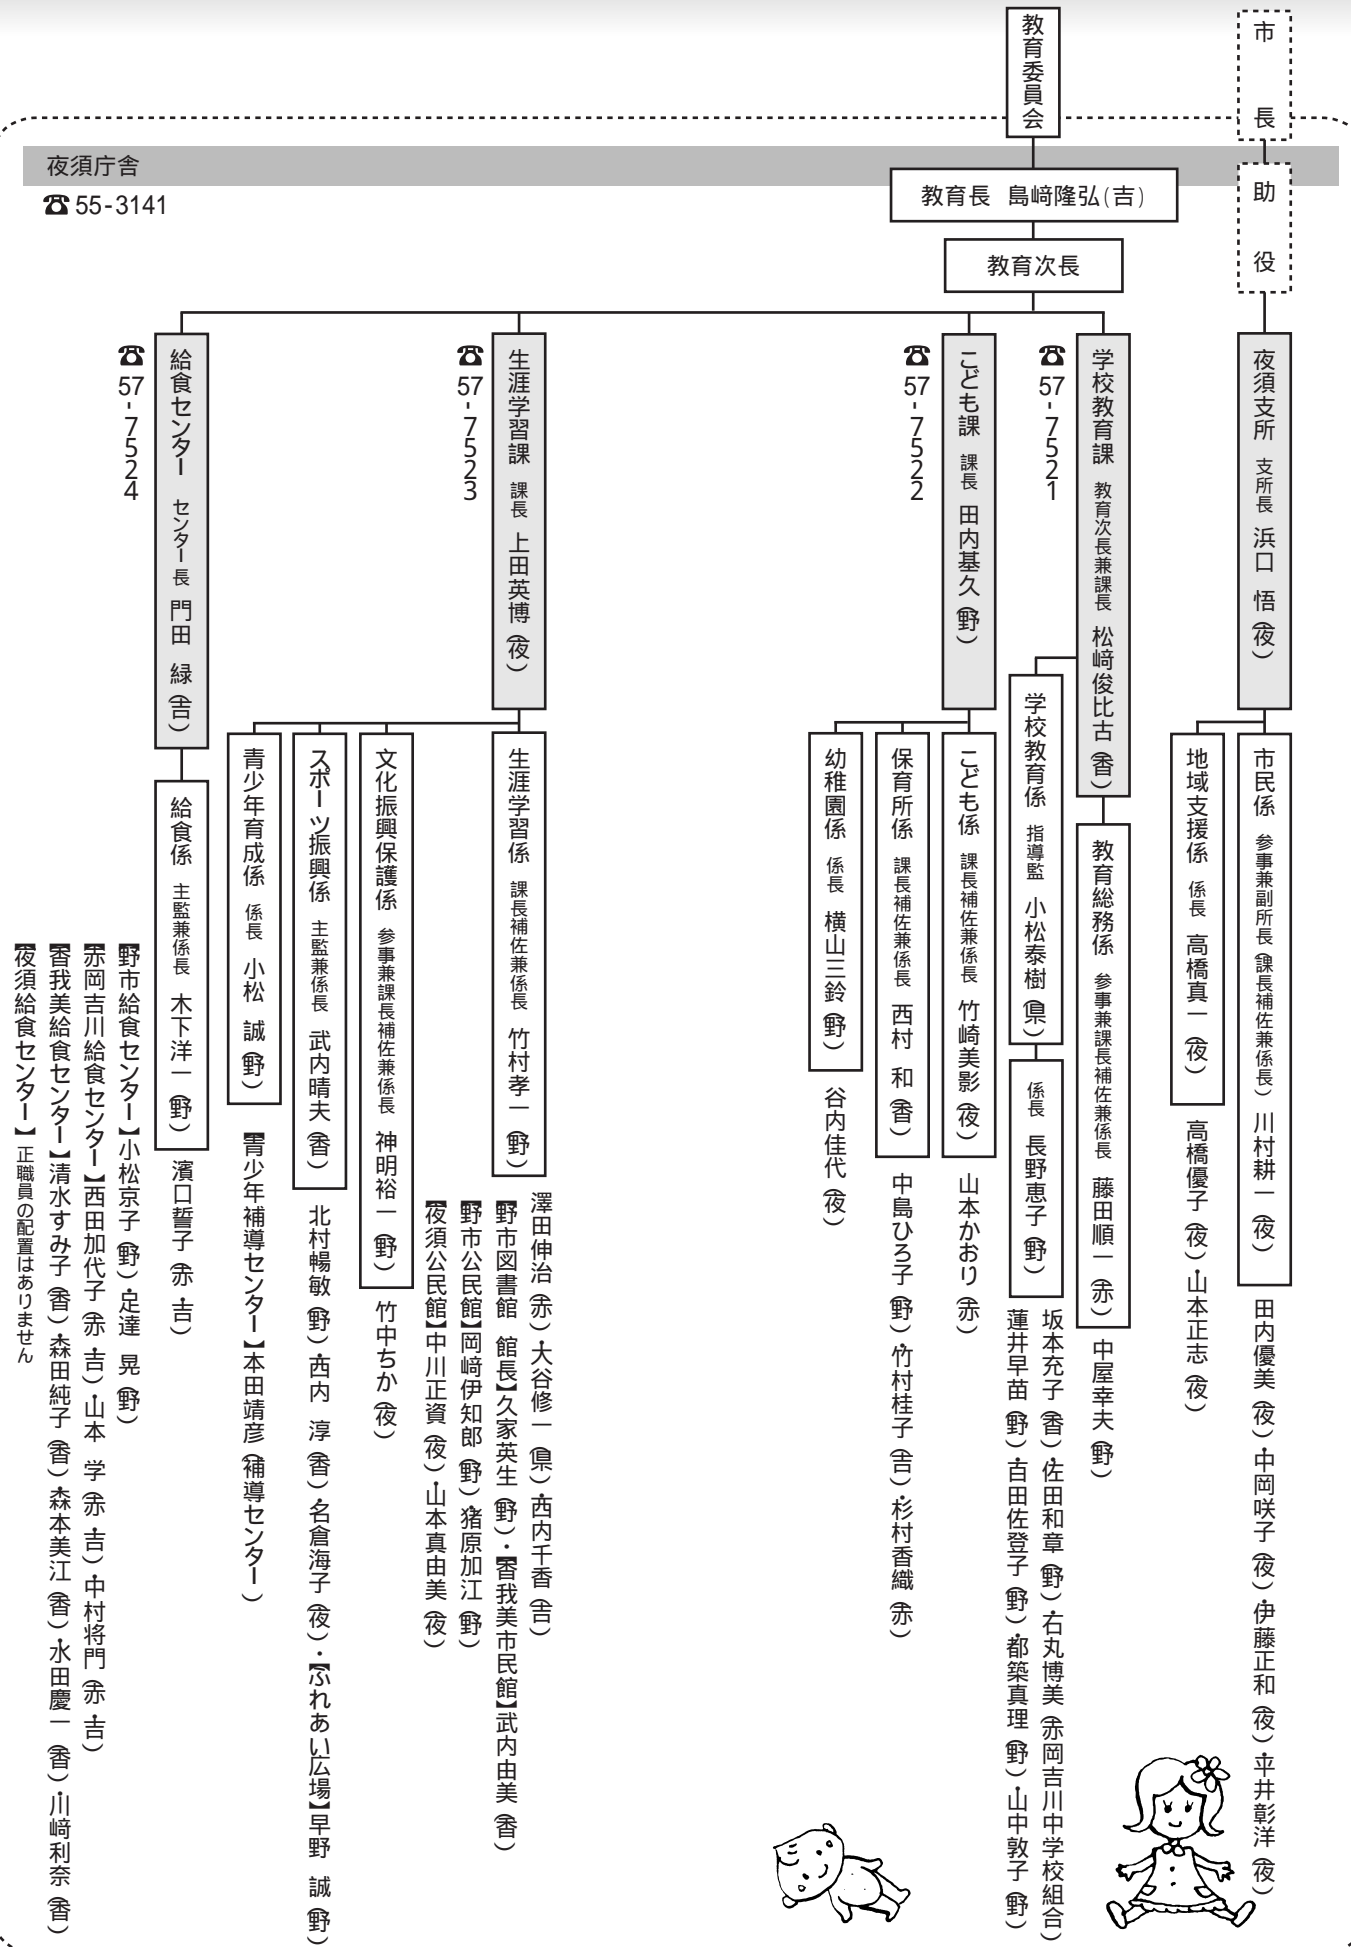 市長
教育委員会
夜須庁舎
☎ 55-3141
助役
教育長 島﨑隆弘(吉)
教育次長
夜須支所 支所長 浜口 悟(夜)
市民係 参事兼副所長(課長補佐兼係長) 川村耕一(夜)
田内優美(夜)・中岡咲子(夜)・伊藤正和(夜)・平井彰洋(夜)
地域支援係 係長 高橋真一(夜)
高橋優子(夜)・山本正志(夜)
学校教育課 教育次長兼課長 松﨑俊比古(香)
☎ 57-7521
教育総務係 参事兼課長補佐兼係長 藤田順一(赤)
中屋幸夫(野)
学校教育係 指導監 小松泰樹(県)
係長 長野恵子(野)
坂本充子(香)・佐田和章(野)・右丸博美(赤岡吉川中学校組合)
蓮井早苗(野)・百田佐登子(野)・都築真理(野)・山中敦子(野)
こども課 課長 田内基久(野)
☎ 57-7522
こども係 課長補佐兼係長 竹崎美影(夜)
山本かおり(赤)
保育所係 課長補佐兼係長 西村 和(香)
中島ひろ子(野)・竹村桂子(吉)・杉村香織(赤)
幼稚園係 係長 横山三鈴(野)
谷内佳代(夜)
生涯学習課 課長 上田英博(夜)
☎ 57-7523
生涯学習係 課長補佐兼係長 竹村孝一(野)
澤田伸治(赤)・大谷修一(県)・西内千香(吉)
【野市図書館 館長】久家英生(野)・【香我美市民館】武内由美(香)
【野市公民館】岡﨑伊知郎(野)・猪原加江(野)
【夜須公民館】中川正資(夜)・山本真由美(夜)
文化振興保護係 参事兼課長補佐兼係長 神明裕一(野)
竹中ちか(夜)
スポーツ振興係 主監兼係長 武内晴夫(香)
北村暢敏(野)・西内 淳(香)・名倉海子(夜)・【ふれあい広場】早野 誠(野)
青少年育成係 係長 小松 誠(野)
【青少年補導センター】本田靖彦(補導センター)
給食センター センター長 門田 緑(吉)
☎ 57-7524
給食係 主監兼係長 木下洋一(野)
濱口誓子(赤・吉)
【野市給食センター】小松京子(野)・足達 晃(野)
【赤岡吉川給食センター】西田加代子(赤・吉)・山本 学(赤・吉)・中村将門(赤・吉)
【香我美給食センター】清水すみ子(香)・森田純子(香)・森本美江(香)・水田慶一(香)・川﨑利奈(香)
【夜須給食センター】正職員の配置はありません